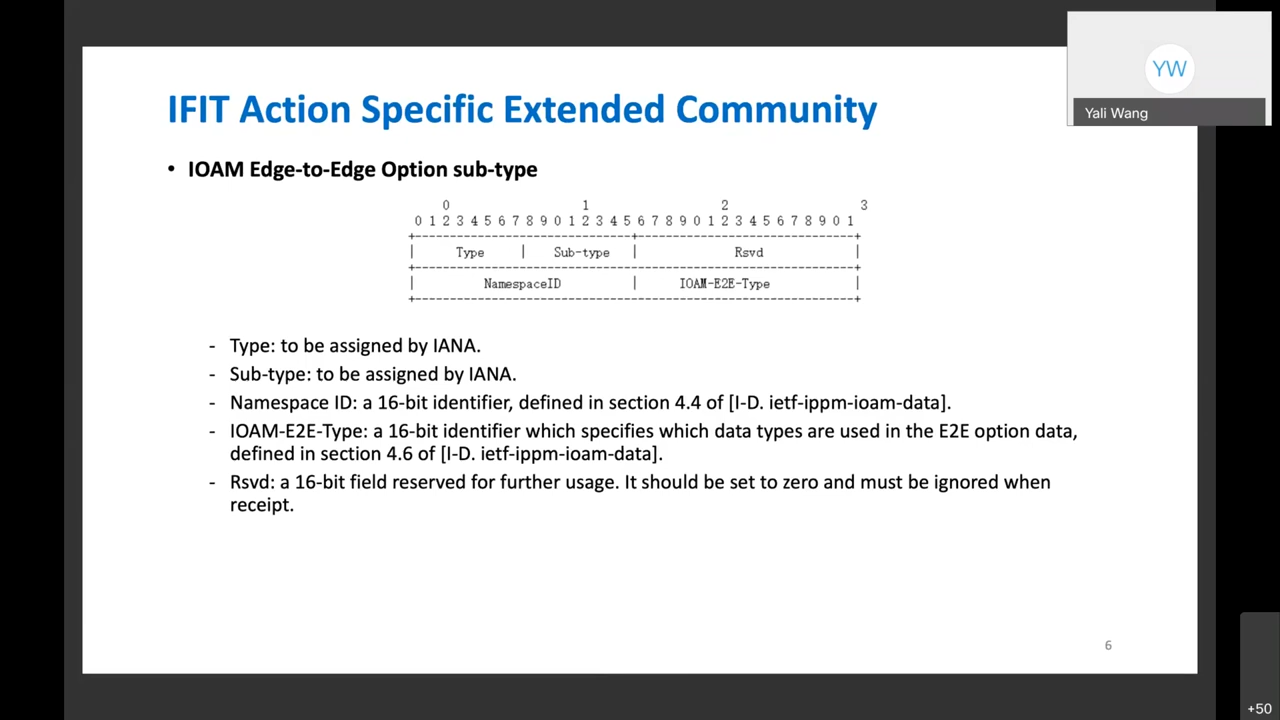 IFIT Action Specific Extended Community
YW
Yali Wang
• IOAM Edge-to-Edge Option sub-type
0 1 2 3
0 1 2 3 4 5 6 7 8 9 0 1 2 3 4 5 6 7 8 9 0 1 2 3 4 5 6 7 8 9 0 1
+---------------+---------------+-------------------------------+
| Type | Sub-type | Rsvd |
+---------------+---------------+-------------------------------+
| NamespaceID | IOAM-E2E-Type |
+-------------------------------+-------------------------------+
- Type: to be assigned by IANA.
- Sub-type: to be assigned by IANA.
- Namespace ID: a 16-bit identifier, defined in section 4.4 of [I-D. ietf-ippm-ioam-data].
- IOAM-E2E-Type: a 16-bit identifier which specifies which data types are used in the E2E option data,
defined in section 4.6 of [I-D. ietf-ippm-ioam-data].
- Rsvd: a 16-bit field reserved for further usage. It should be set to zero and must be ignored when
receipt.
6
+50